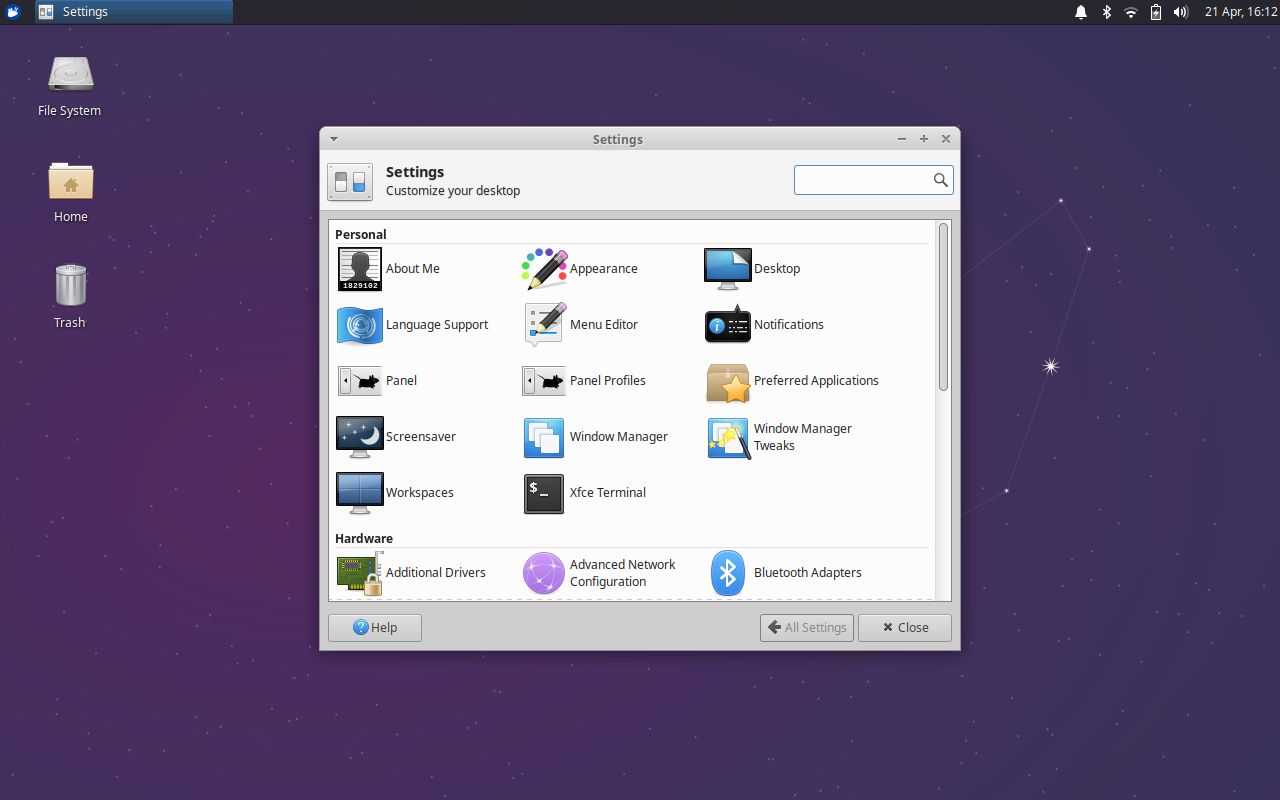 Settings
21 Apr, 16:12
File System
Home
Trash
Settings
Settings
Customize your desktop
Personal
1829102
About Me
Appearance
Desktop
Language Support
Menu Editor
Notifications
Panel
Panel Profiles
Preferred Applications
Screensaver
Window Manager
Window Manager
Tweaks
Workspaces
$_
Xfce Terminal
Hardware
Additional Drivers
Advanced Network
Configuration
Bluetooth Adapters
? Help
All Settings
Close